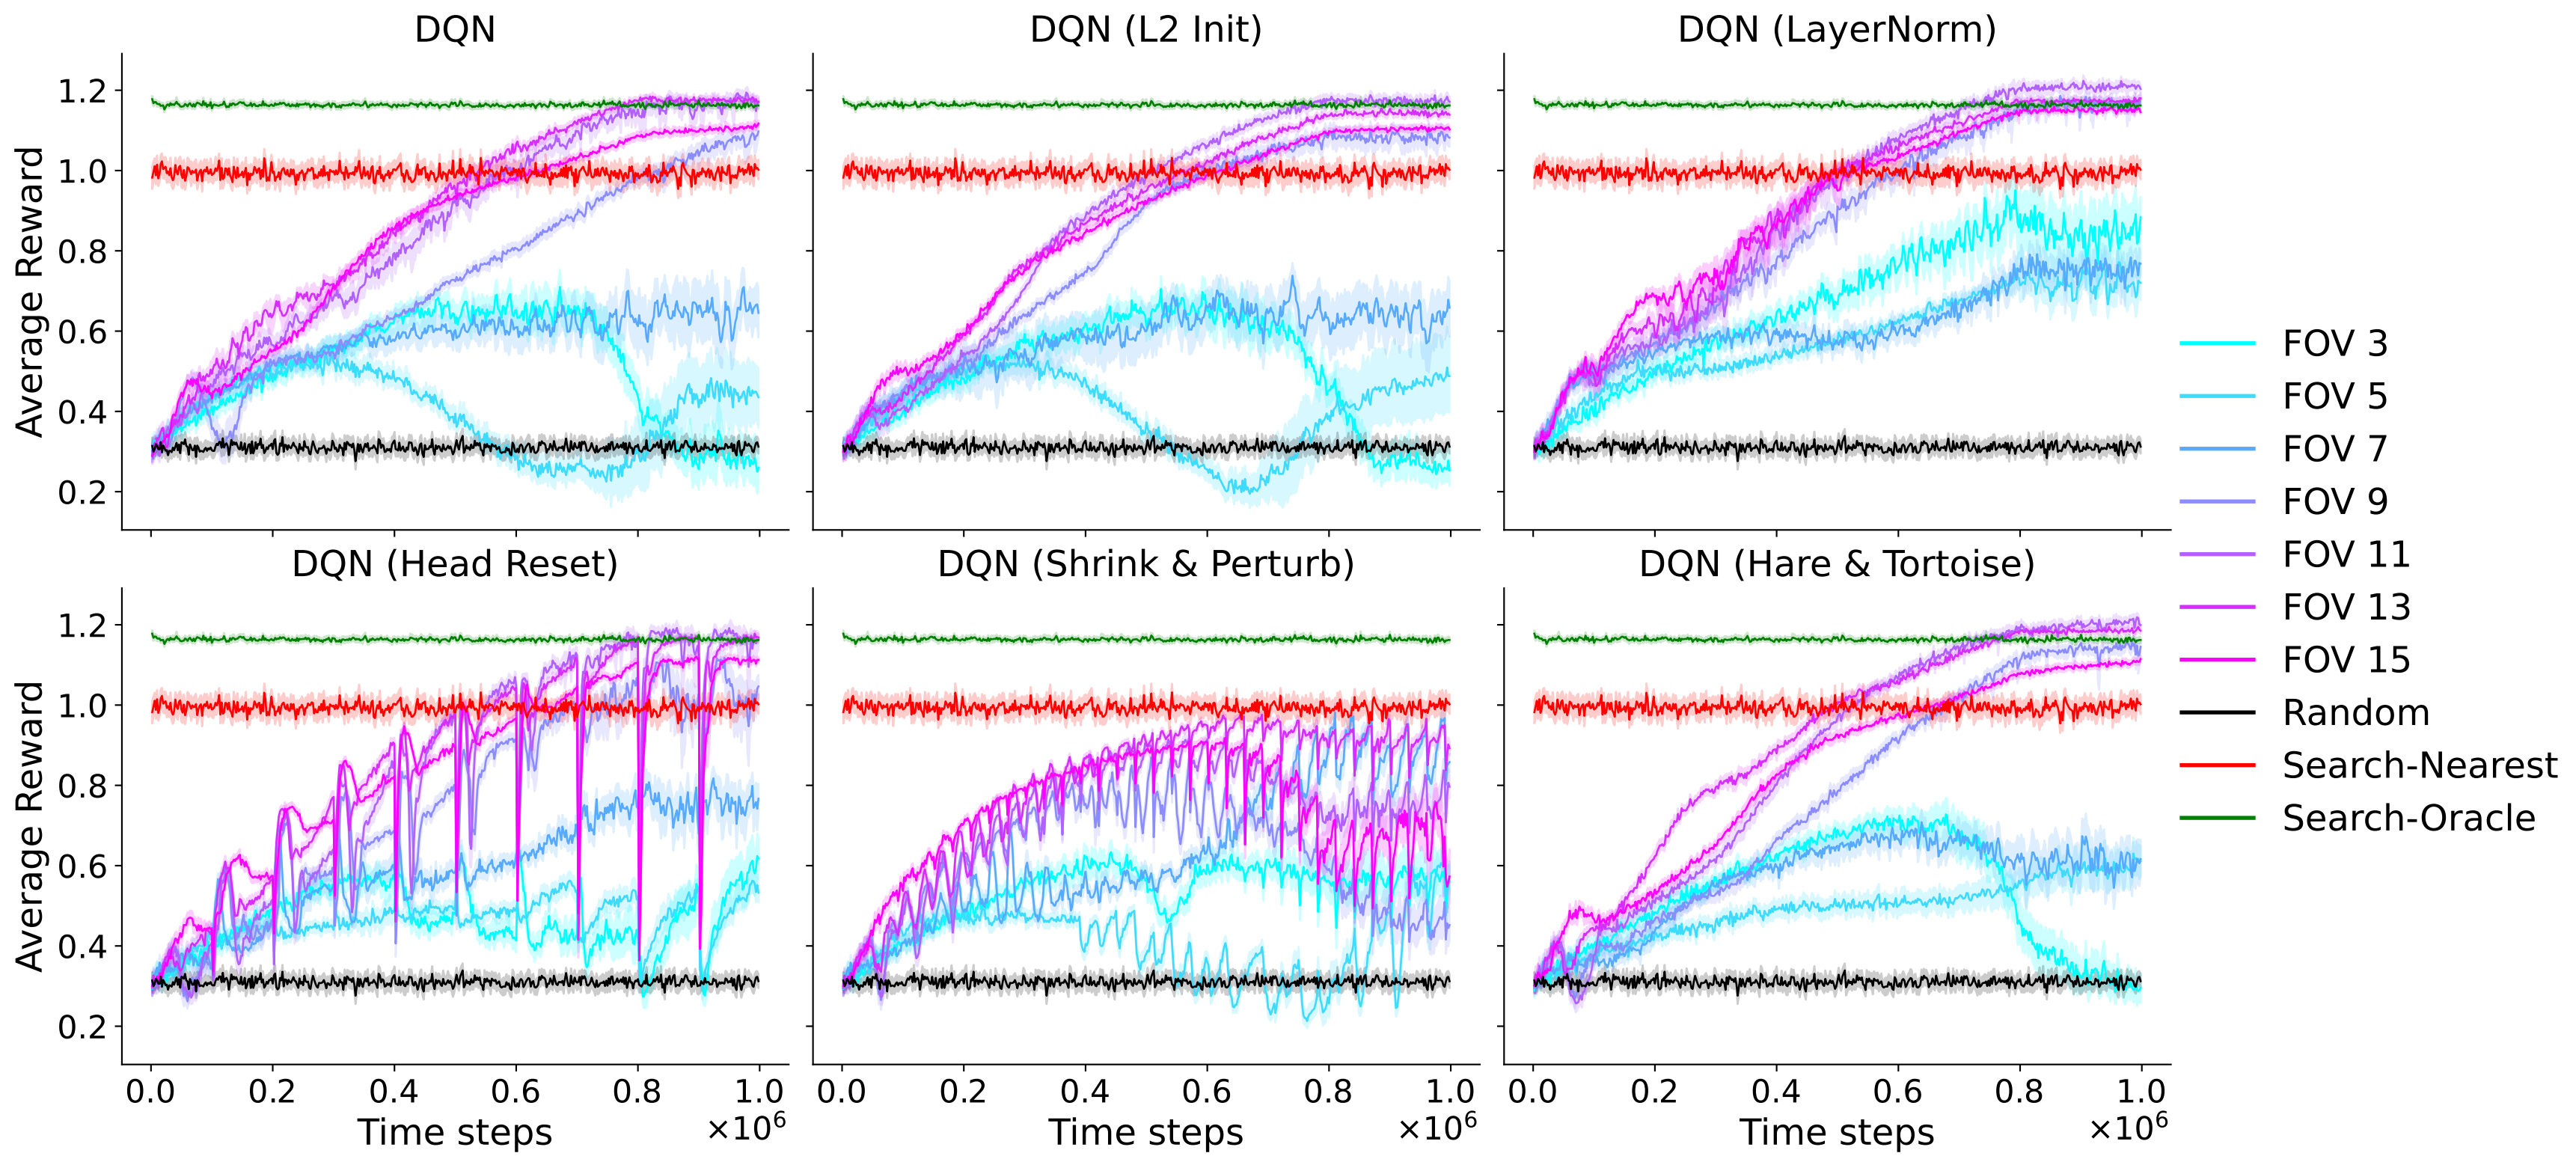 DQN
DQN (L2 Init)
DQN (LayerNorm)
Average Reward
1.2
1.0
0.8
0.6
0.4
0.2
DQN (Head Reset)
DQN (Shrink & Perturb)
DQN (Hare & Tortoise)
Average Reward
1.2
1.0
0.8
0.6
0.4
0.2
0.0 0.2 0.4 0.6 0.8 1.0
0.0 0.2 0.4 0.6 0.8 1.0
0.0 0.2 0.4 0.6 0.8 1.0
Time steps ×10⁶
Time steps ×10⁶
Time steps ×10⁶
FOV 3
FOV 5
FOV 7
FOV 9
FOV 11
FOV 13
FOV 15
Random
Search-Nearest
Search-Oracle